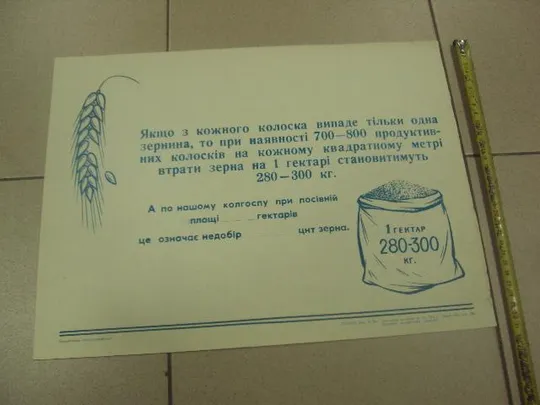 Якщо з кожного колоска випаде тільки одна
зернина, то при наявності 700—800 продуктив-
них колосків на кожному квадратному метрі
втрати зерна на 1 гектарі становитимуть
280—300 кг.
А по нашому колгоспу при посівній
площі гектарів
це означає недобір цнт зерна.
1 ГЕКТАР
280-300
КГ.